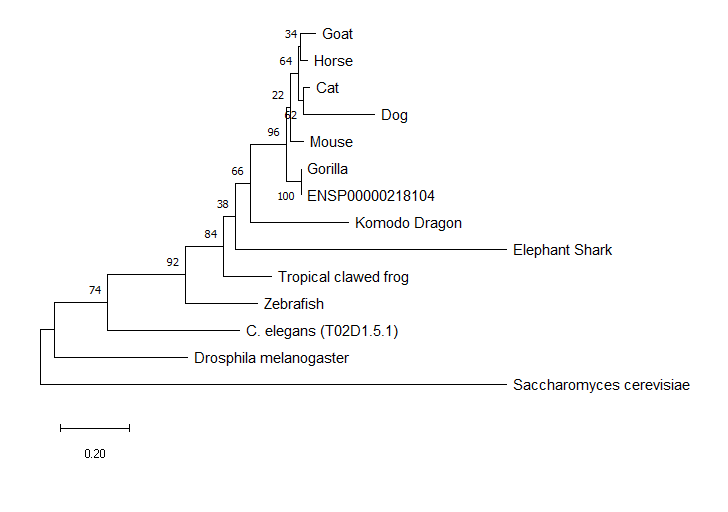 34
Goat
64
Horse
22
Cat
62
Dog
96
Mouse
66
Gorilla
100
ENSP00000218104
38
Komodo Dragon
84
Elephant Shark
92
Tropical clawed frog
74
Zebrafish
C. elegans (T02D1.5.1)
Drosphila melanogaster
Saccharomyces cerevisiae
0.20